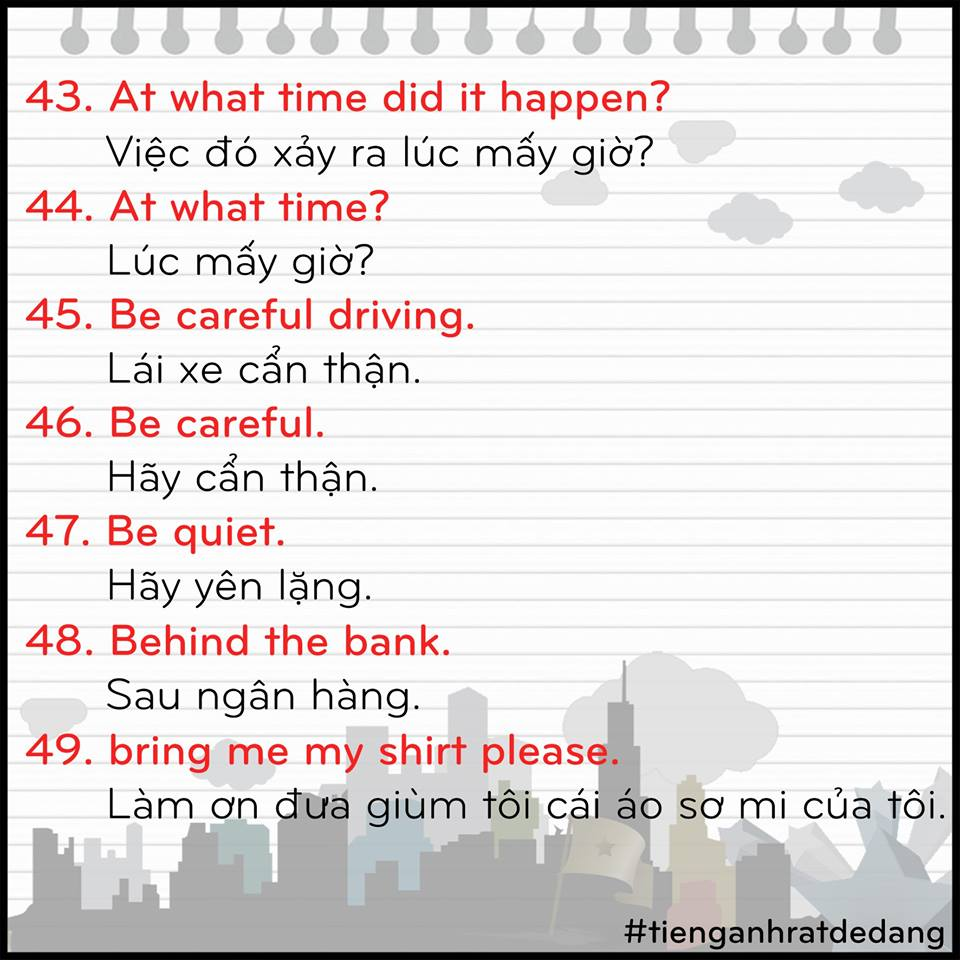 43. At what time did it happen?
Việc đó xảy ra lúc mấy giờ?
44. At what time?
Lúc mấy giờ?
45. Be careful driving.
Lái xe cẩn thận.
46. Be careful.
Hãy cẩn thận.
47. Be quiet.
Hãy yên lặng.
48. Behind the bank.
Sau ngân hàng.
49. bring me my shirt please.
Làm ơn đưa giùm tôi cái áo sơ mi của tôi.
#tienganhratdedang